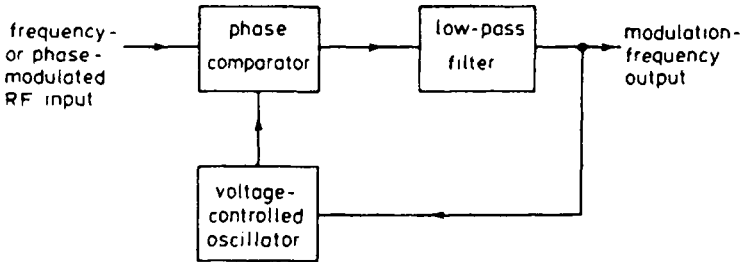 frequency-
or phase-
modulated
RF input
phase
comparator
low-pass
filter
modulation-
frequency
output
voltage-
controlled
oscillator